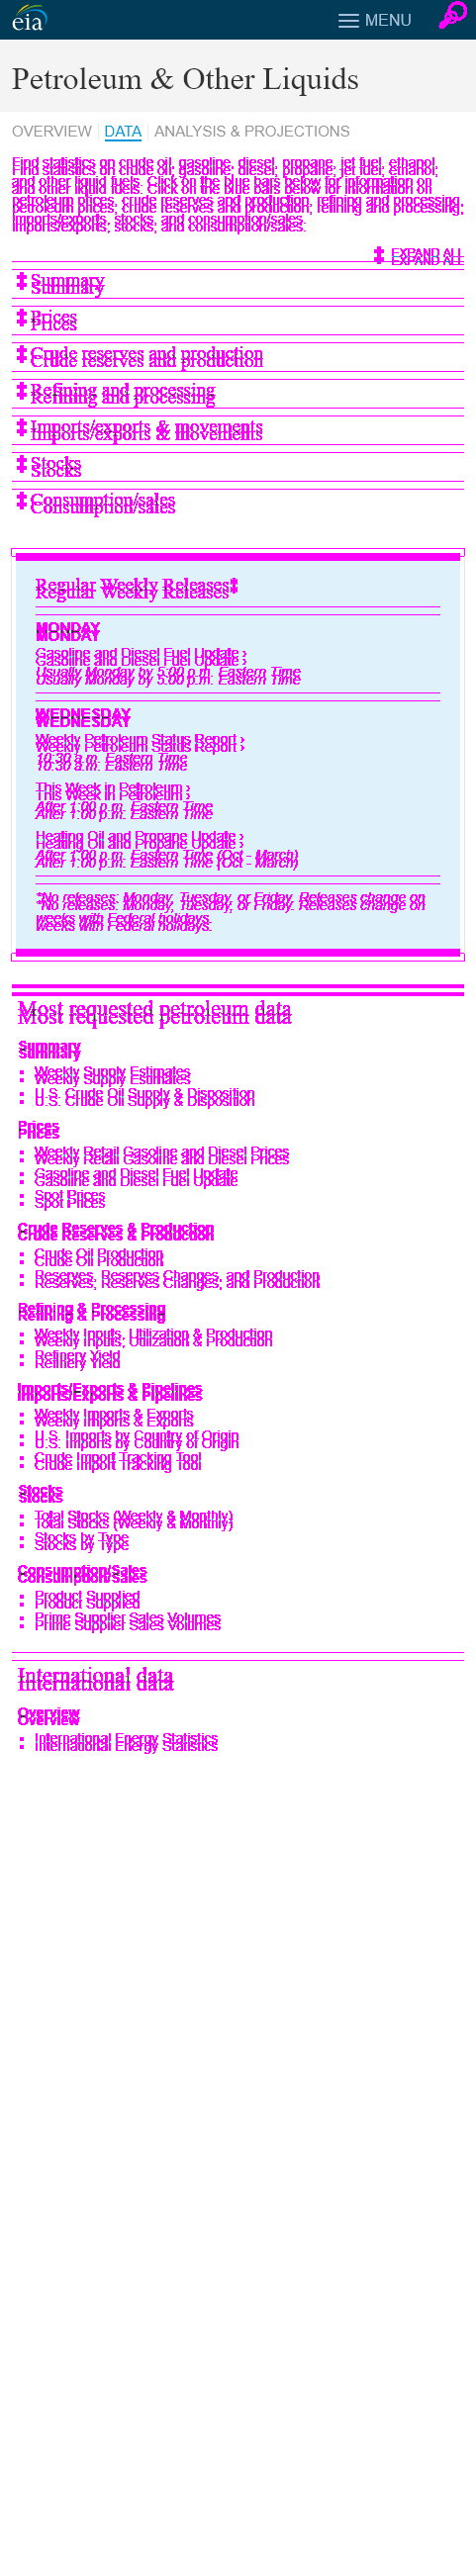 eia
MENU
Petroleum & Other Liquids
OVERVIEW DATA ANALYSIS & PROJECTIONS
Find statistics on crude oil, gasoline, diesel, propane, jet fuel, ethanol,
and other liquid fuels. Click on the blue bars below for information on
petroleum prices, crude reserves and production, refining and processing,
imports/exports, stocks, and consumption/sales.
EXPAND ALL
Summary
Prices
Crude reserves and production
Refining and processing
Imports/exports & movements
Stocks
Consumption/sales
Regular Weekly Releases*
MONDAY
Gasoline and Diesel Fuel Update ›
Usually Monday by 5:00 p.m. Eastern Time
WEDNESDAY
Weekly Petroleum Status Report ›
10:30 a.m. Eastern Time
This Week in Petroleum ›
After 1:00 p.m. Eastern Time
Heating Oil and Propane Update ›
After 1:00 p.m. Eastern Time (Oct - March)
*No releases: Monday, Tuesday, or Friday. Releases change on
weeks with Federal holidays.
Most requested petroleum data
Summary
Weekly Supply Estimates
U.S. Crude Oil Supply & Disposition
Prices
Weekly Retail Gasoline and Diesel Prices
Gasoline and Diesel Fuel Update
Spot Prices
Crude Reserves & Production
Crude Oil Production
Reserves, Reserves Changes, and Production
Refining & Processing
Weekly Inputs, Utilization & Production
Refinery Yield
Imports/Exports & Pipelines
Weekly Imports & Exports
U.S. Imports by Country of Origin
Crude Import Tracking Tool
Stocks
Total Stocks (Weekly & Monthly)
Stocks by Type
Consumption/Sales
Product Supplied
Prime Supplier Sales Volumes
International data
Overview
International Energy Statistics